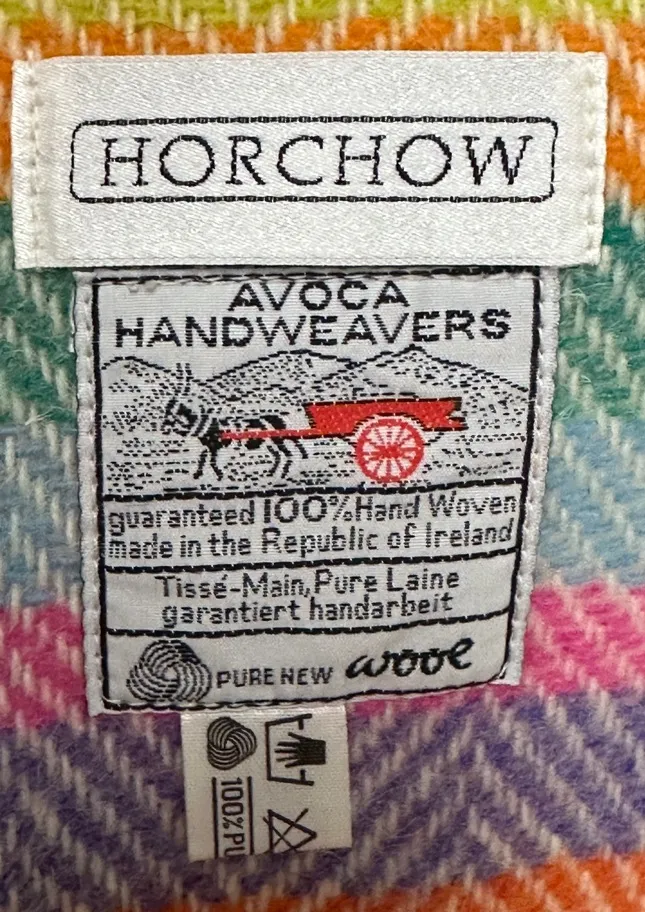 HORCHOW
AVOCA
HANDWEAVERS
guaranteed 100% Hand Woven
made in the Republic of Ireland
Tissé-Main, Pure Laine
garantiert handarbeit
PURE NEW wool
100% PU